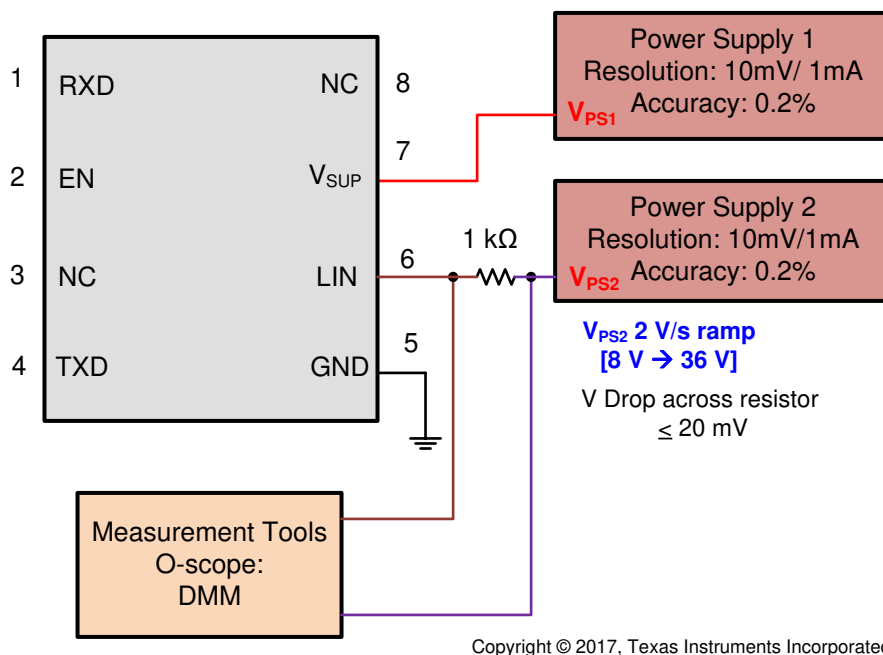 Power Supply 1
Resolution: 10mV/ 1mA
Accuracy: 0.2%
VPS1
1
RXD
NC
8
2
EN
VSUP
7
Power Supply 2
Resolution: 10mV/1mA
Accuracy: 0.2%
VPS2
1 kΩ
3
NC
LIN
6
4
TXD
GND
5
VPS2 2 V/s ramp
[8 V → 36 V]
V Drop across resistor
≤ 20 mV
Measurement Tools
O-scope:
DMM
Copyright © 2017, Texas Instruments Incorporated